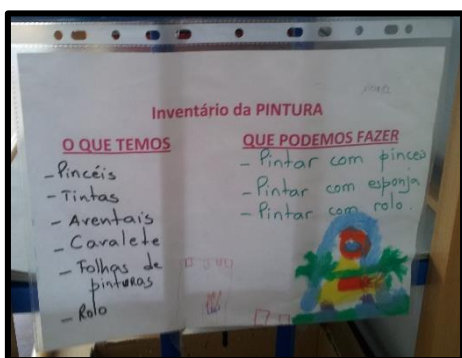 Inventário da PINTURA
O QUE TEMOS
- Pincéis
- Tintas
- Aventais
- Cavalete
- Folhas de
pinturas
- Rolo
QUE PODEMOS FAZER
- Pintar com pinceis
- Pintar com esponja
- Pintar com rolo.